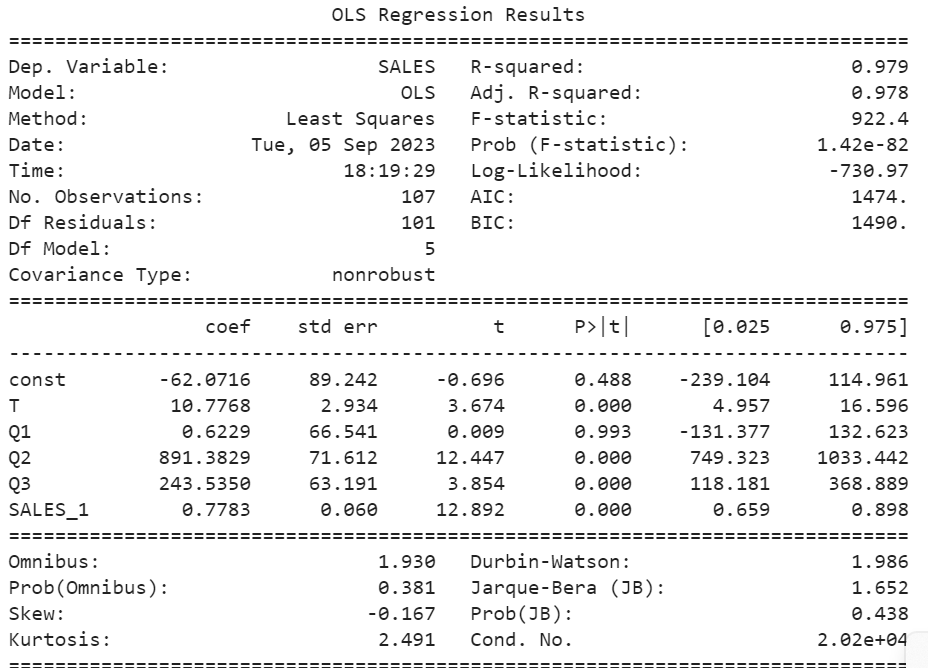 OLS Regression Results
==============================================================================
Dep. Variable: SALES R-squared: 0.979
Model: OLS Adj. R-squared: 0.978
Method: Least Squares F-statistic: 922.4
Date: Tue, 05 Sep 2023 Prob (F-statistic): 1.42e-82
Time: 18:19:29 Log-Likelihood: -730.97
No. Observations: 107 AIC: 1474.
Df Residuals: 101 BIC: 1490.
Df Model: 5
Covariance Type: nonrobust
==============================================================================
coef std err t P>|t| [0.025 0.975]
------------------------------------------------------------------------------
const -62.0716 89.242 -0.696 0.488 -239.104 114.961
T 10.7768 2.934 3.674 0.000 4.957 16.596
Q1 0.6229 66.541 0.009 0.993 -131.377 132.623
Q2 891.3829 71.612 12.447 0.000 749.323 1033.442
Q3 243.5350 63.191 3.854 0.000 118.181 368.889
SALES_1 0.7783 0.060 12.892 0.000 0.659 0.898
==============================================================================
Omnibus: 1.930 Durbin-Watson: 1.986
Prob(Omnibus): 0.381 Jarque-Bera (JB): 1.652
Skew: -0.167 Prob(JB): 0.438
Kurtosis: 2.491 Cond. No. 2.02e+04
==============================================================================